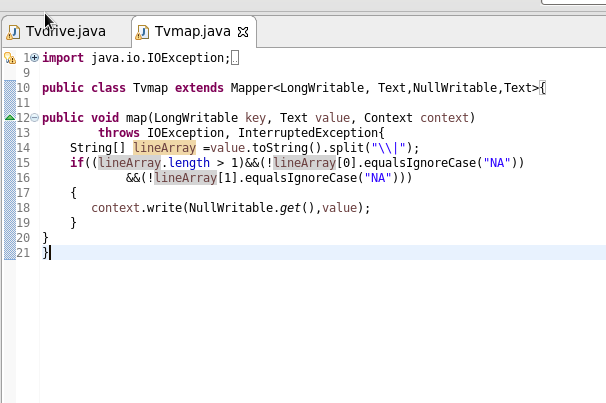 Tvdrive.java Tvmap.java
1 import java.io.IOException;
9
10 public class Tvmap extends Mapper<LongWritable, Text,NullWritable,Text>{
11
12 public void map(LongWritable key, Text value, Context context)
13 throws IOException, InterruptedException{
14 String[] lineArray =value.toString().split("\\|");
15 if((lineArray.length > 1)&&(!lineArray[0].equalsIgnoreCase("NA"))
16 &&(!lineArray[1].equalsIgnoreCase("NA")))
17 {
18 context.write(NullWritable.get(),value);
19 }
20 }
21 }